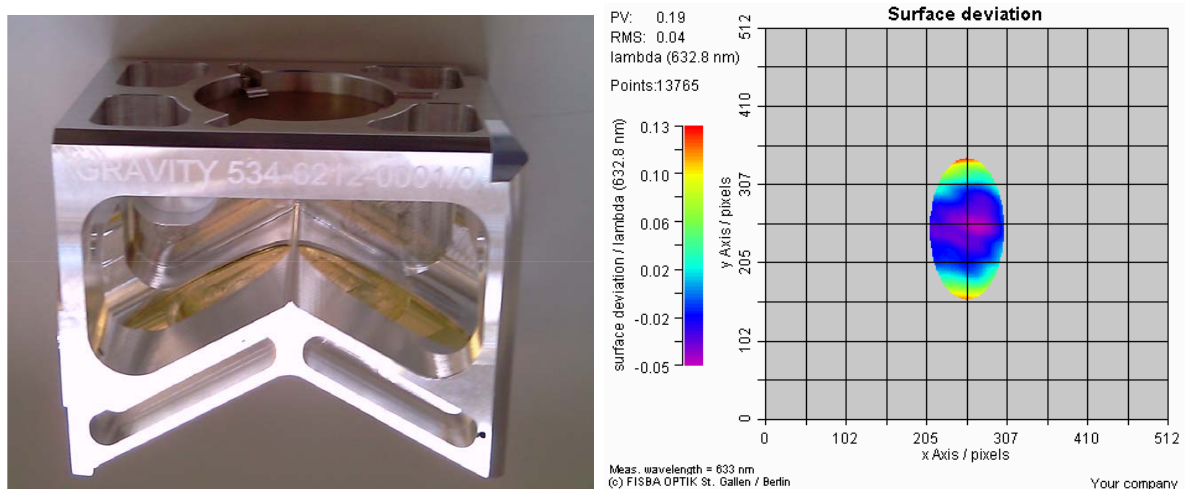 GRAVITY 534-6212-0001/0
PV: 0.19
RMS: 0.04
lambda (632.8 nm)
Points:13765
Surface deviation
surface deviation / lambda (632.8 nm)
0.13
0.10
0.06
0.02
-0.02
-0.05
y Axis / pixels
512
410
307
205
102
0
0 102 205 307 410 512
x Axis / pixels
Meas. wavelength = 633 nm
(c) FISBA OPTIK St. Gallen / Berlin
Your company